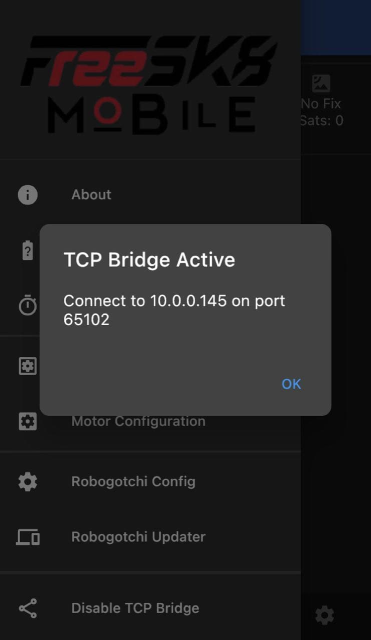 FreeSK8
MOBILE
No Fix
Sats: 0
About
TCP Bridge Active
Connect to 10.0.0.145 on port
65102
OK
Motor Configuration
Robogotchi Config
Robogotchi Updater
Disable TCP Bridge